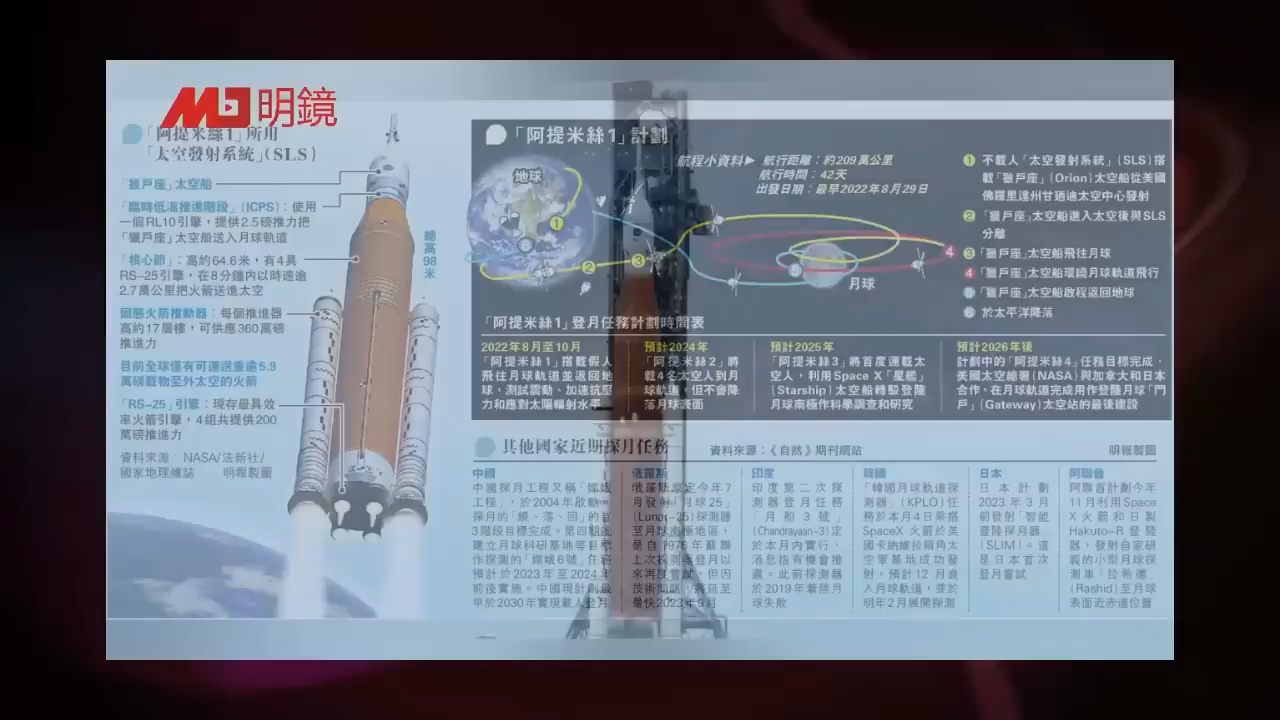 明鏡
「阿提米絲1」所用
「太空發射系統」(SLS)
「獵戶座」太空船
「臨時低溫推進階段」(ICPS)：使用
一個RL10引擎，提供2.5磅推力把
「獵戶座」太空船送入月球軌道
「核心節」：高約64.6米，有4具
RS-25引擎，在8分鐘內以時速逾
2.7萬公里把火箭送進太空
固態火箭推動器：每個推進器
高約17層樓，可供應360萬磅
推進力
目前全球僅有可運送重逾5.9
萬磅載物至外太空的火箭
「RS-25」引擎：現存最具效
率火箭引擎，4組共提供200
萬磅推進力
資料來源：NASA/法新社/
國家地理雜誌 明報製圖
總高98米
「阿提米絲1」計劃
航程小資料▶ 航行距離：約209萬公里
航行時間：42天
出發日期：最早2022年8月29日
地球
月球
1
2
3
4
5
6
1 不載人「太空發射系統」(SLS)搭
載「獵戶座」(Orion)太空船從美國
佛羅里達州甘迺迪太空中心發射
2 「獵戶座」太空船進入太空後與SLS
分離
3 「獵戶座」太空船飛往月球
4 「獵戶座」太空船環繞月球軌道飛行
5 「獵戶座」太空船啟程返回地球
6 於太平洋降落
「阿提米絲1」登月任務計劃時間表
2022年8月至10月
「阿提米絲1」搭載假人
飛往月球軌道並返回地
球，測試震動、加速抗壓
力和應對太陽輻射水平
預計2024年
「阿提米絲2」將
載4名太空人到月
球軌道，但不會降
落月球表面
預計2025年
「阿提米絲3」將首度運載太
空人，利用Space X「星艦」
(Starship)太空船轉駁登陸
月球南極作科學調查和研究
預計2026年後
計劃中的「阿提米絲4」任務目標完成，
美國太空總署(NASA)與加拿大和日本
合作，在月球軌道完成用作登陸月球「門
戶」(Gateway)太空站的最後建設
其他國家近期探月任務 資料來源：《自然》期刊網站 明報製圖
中國
中國探月工程又稱「嫦娥
工程」，於2004年啟動。
探月的「繞、落、回」的首
3階段目標完成。第四期
建立月球科研基地等目標
作探測的「嫦娥6號」任務
預計於2023年至2024年
前後實施。中國現計劃最
早於2030年實現載人登月
俄羅斯
俄羅斯原定今年7
月發射「月球25」
(Lunar-25)探測器
至月球南極地區，
是自1976年蘇聯
上次探測器登月以
來再度嘗試，但因
技術問題，將延至
最快2023年9月
印度
印度第二次探
測器登月任務
「月船3號」
(Chandrayaan-3)定
於本月內實行，
消息指有機會推
遲。此前探測器
於2019年着陸月
球失敗
韓國
「韓國月球軌道探
測器」(KPLO)任
務於本月4日乘搭
SpaceX火箭於美
國卡納維拉爾角太
空軍基地成功發
射，預計12月進
入月球軌道，並於
明年2月展開探測
日本
日本計劃
2023年3月
前發射「智能
登陸探月器」
(SLIM)。這
是日本首次
登月嘗試
阿聯酋
阿聯酋計劃今年
11月利用Space
X火箭和日製
Hakuto-R登陸
器，發射自家研
製的小型月球探
測車「拉希德」
(Rashid)至月球
表面近赤道位置